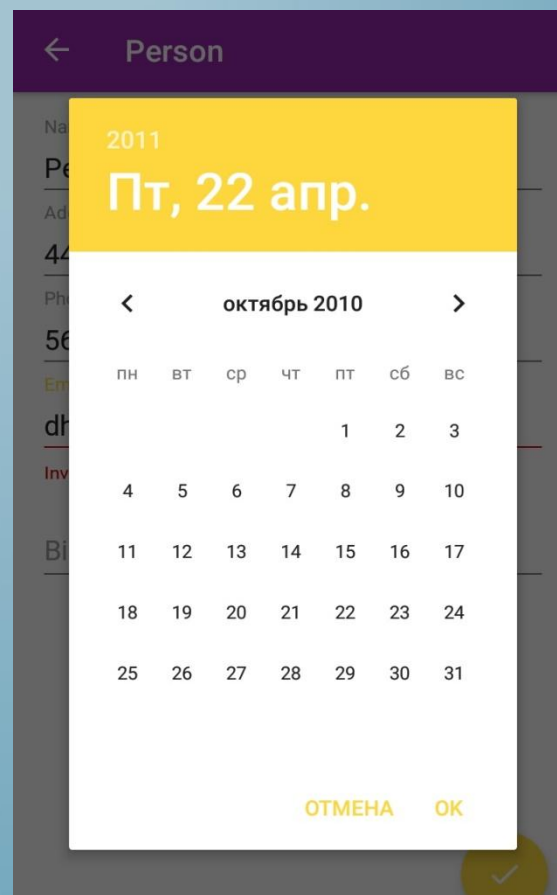 Person
2011
Пт, 22 апр.
октябрь 2010
пн вт ср чт пт сб вс
1 2 3
4 5 6 7 8 9 10
11 12 13 14 15 16 17
18 19 20 21 22 23 24
25 26 27 28 29 30 31
ОТМЕНА ОК